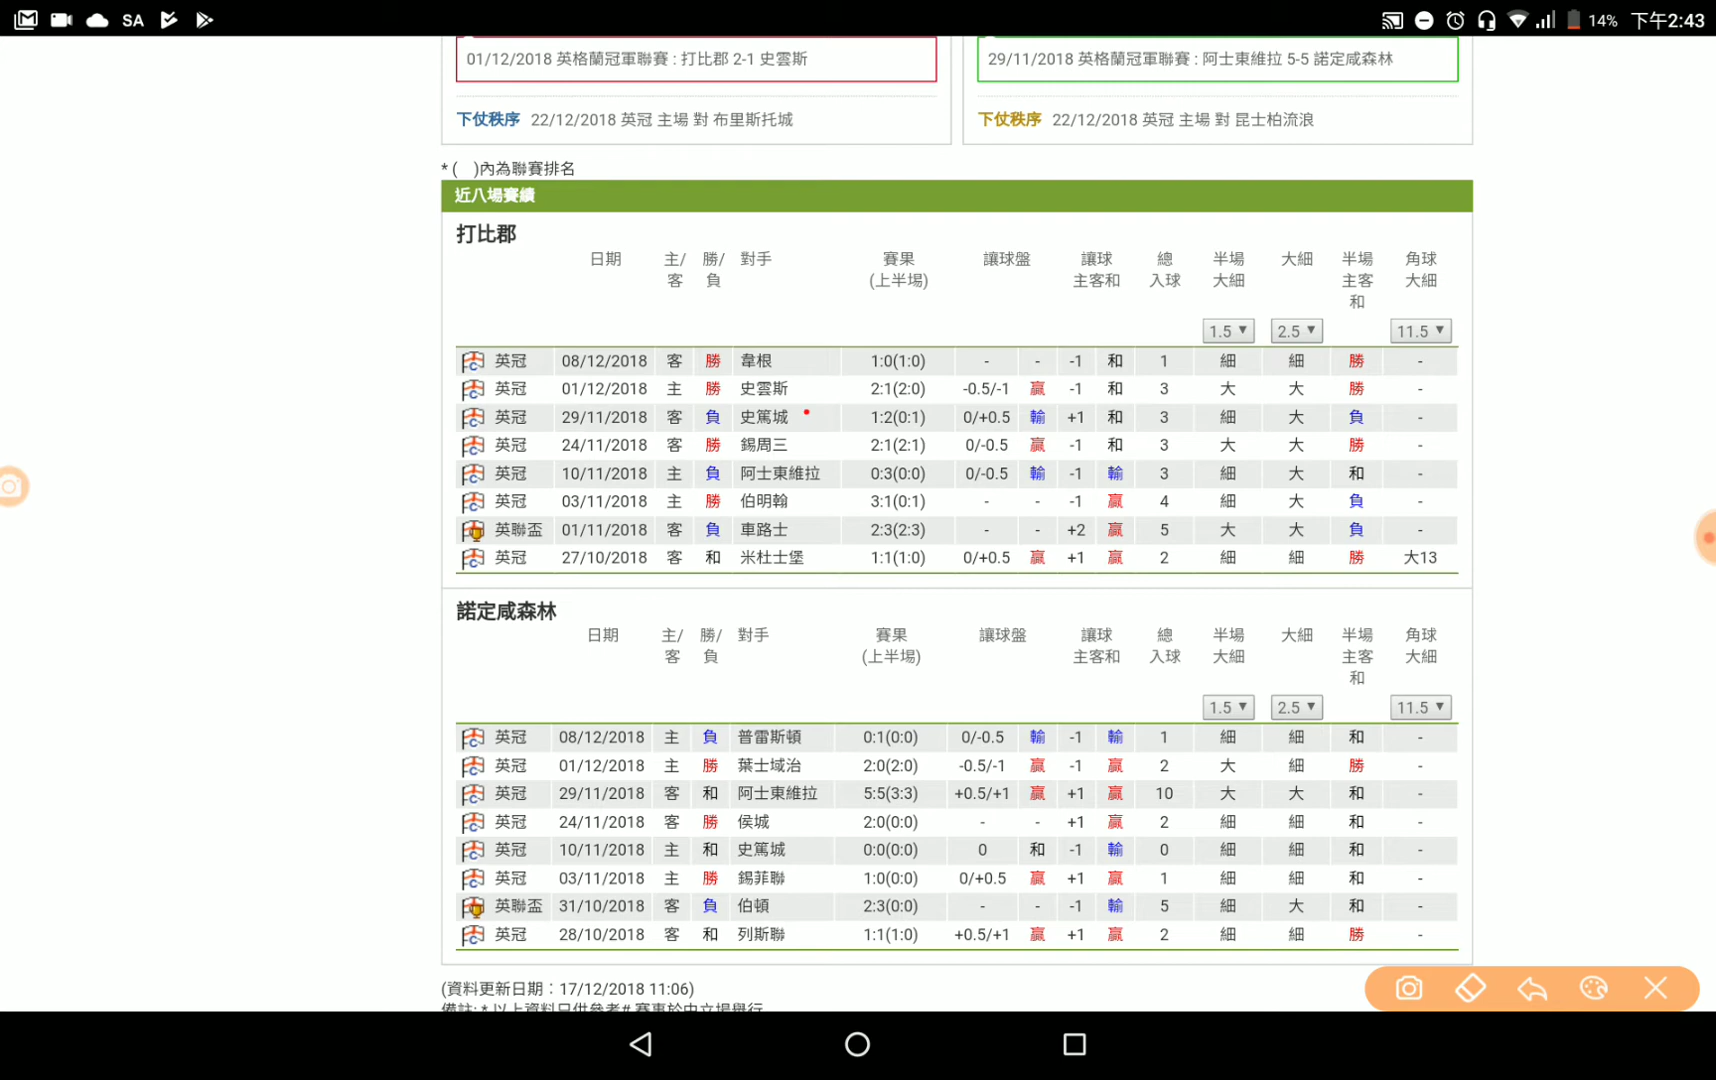 SA 14% 下午2:43
01/12/2018 英格蘭冠軍聯賽 : 打比郡 2-1 史雲斯
29/11/2018 英格蘭冠軍聯賽 : 阿士東維拉 5-5 諾定咸森林
下仗秩序 22/12/2018 英冠 主場 對 布里斯托城
下仗秩序 22/12/2018 英冠 主場 對 昆士柏流浪
* ( )內為聯賽排名
近八場賽績
打比郡
日期 主/客 勝/負 對手 賽果(上半場) 讓球盤 讓球主客和 總入球 半場大細 大細 半場主客和 角球大細
1.5 2.5 11.5
英冠 08/12/2018 客 勝 韋根 1:0(1:0) - - -1 和 1 細 細 勝 -
英冠 01/12/2018 主 勝 史雲斯 2:1(2:0) -0.5/-1 贏 -1 和 3 大 大 勝 -
英冠 29/11/2018 客 負 史篤城 1:2(0:1) 0/+0.5 輸 +1 和 3 細 大 負 -
英冠 24/11/2018 客 勝 錫周三 2:1(2:1) 0/-0.5 贏 -1 和 3 大 大 勝 -
英冠 10/11/2018 主 負 阿士東維拉 0:3(0:0) 0/-0.5 輸 -1 輸 3 細 大 和 -
英冠 03/11/2018 主 勝 伯明翰 3:1(0:1) - - -1 贏 4 細 大 負 -
英聯盃 01/11/2018 客 負 車路士 2:3(2:3) - - +2 贏 5 大 大 負 -
英冠 27/10/2018 客 和 米杜士堡 1:1(1:0) 0/+0.5 贏 +1 贏 2 細 細 勝 大13
諾定咸森林
日期 主/客 勝/負 對手 賽果(上半場) 讓球盤 讓球主客和 總入球 半場大細 大細 半場主客和 角球大細
1.5 2.5 11.5
英冠 08/12/2018 主 負 普雷斯頓 0:1(0:0) 0/-0.5 輸 -1 輸 1 細 細 和 -
英冠 01/12/2018 主 勝 葉士域治 2:0(2:0) -0.5/-1 贏 -1 贏 2 大 細 勝 -
英冠 29/11/2018 客 和 阿士東維拉 5:5(3:3) +0.5/+1 贏 +1 贏 10 大 大 和 -
英冠 24/11/2018 客 勝 侯城 2:0(0:0) - - +1 贏 2 細 細 和 -
英冠 10/11/2018 主 和 史篤城 0:0(0:0) 0 和 -1 輸 0 細 細 和 -
英冠 03/11/2018 主 勝 錫菲聯 1:0(0:0) 0/+0.5 贏 +1 贏 1 細 細 和 -
英聯盃 31/10/2018 客 負 伯頓 2:3(0:0) - - -1 輸 5 細 大 和 -
英冠 28/10/2018 客 和 列斯聯 1:1(1:0) +0.5/+1 贏 +1 贏 2 細 細 勝 -
(資料更新日期：17/12/2018 11:06)
備註: * 以上資料只供參考# 賽事於中立場舉行